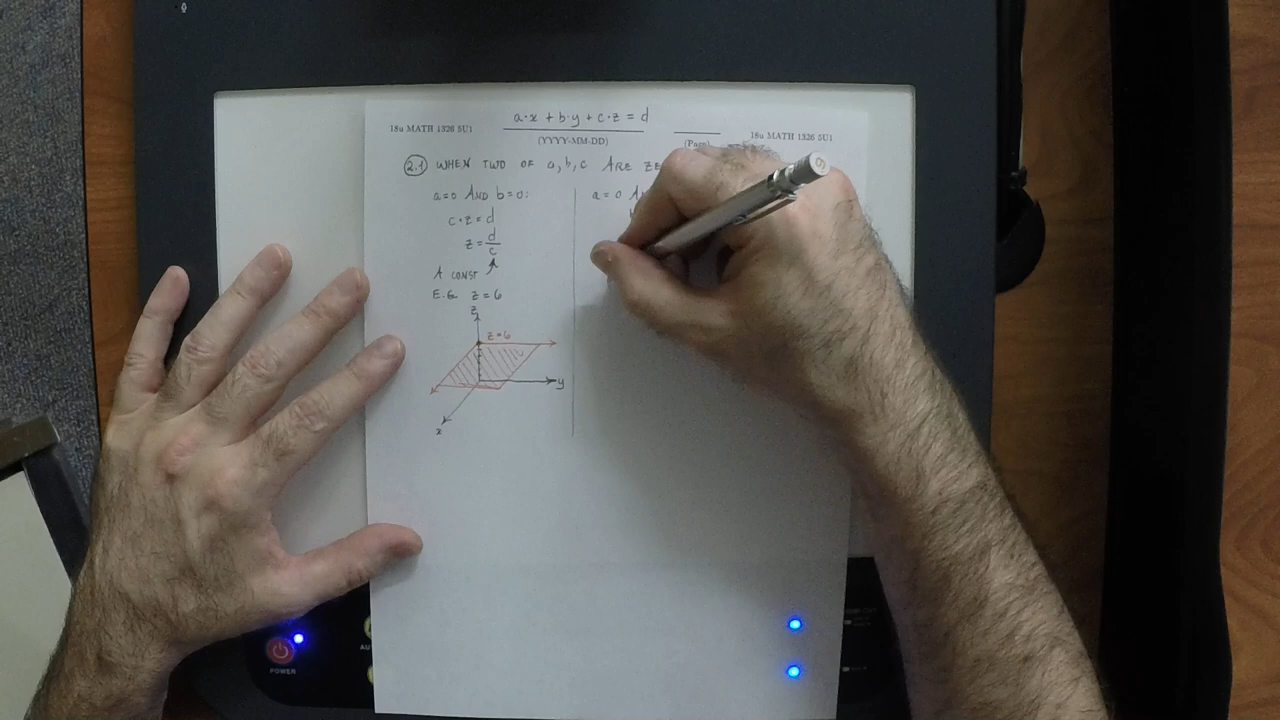 a·x + b·y + c·z = d
18u MATH 1326 5U1
(YYYY-MM-DD)
(Page)
18u MATH 1326 5U1
2.1 WHEN TWO OF a, b, c ARE
a=0 AND b=0:
c·z = d
z = d/c
A CONST
E.G. z = 6
z
z=6
y
x
a = 0
POWER